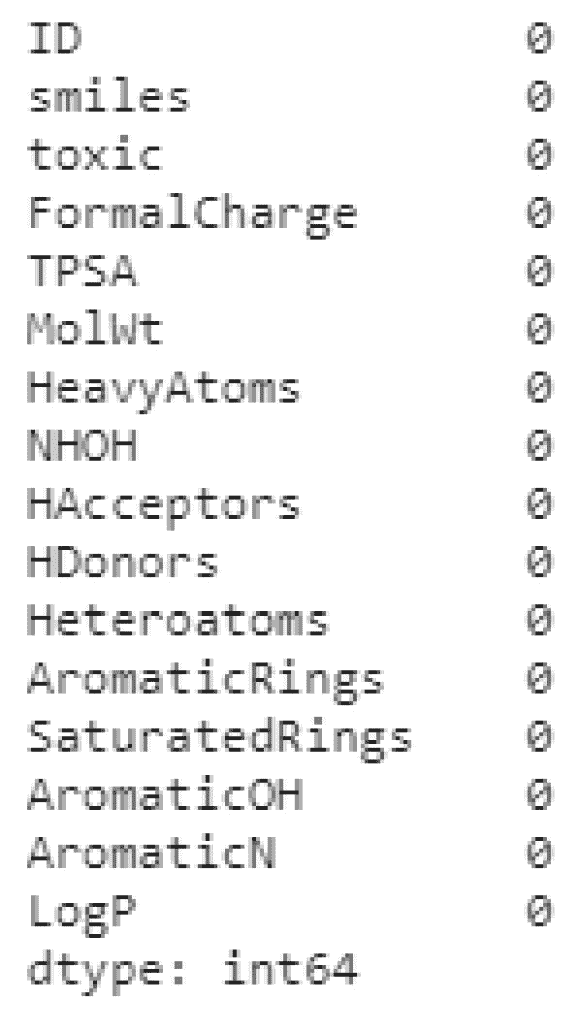 ID 0
smiles 0
toxic 0
FormalCharge 0
TPSA 0
MolWt 0
HeavyAtoms 0
NHOH 0
HAcceptors 0
HDonors 0
Heteroatoms 0
AromaticRings 0
SaturatedRings 0
AromaticOH 0
AromaticN 0
LogP 0
dtype: int64